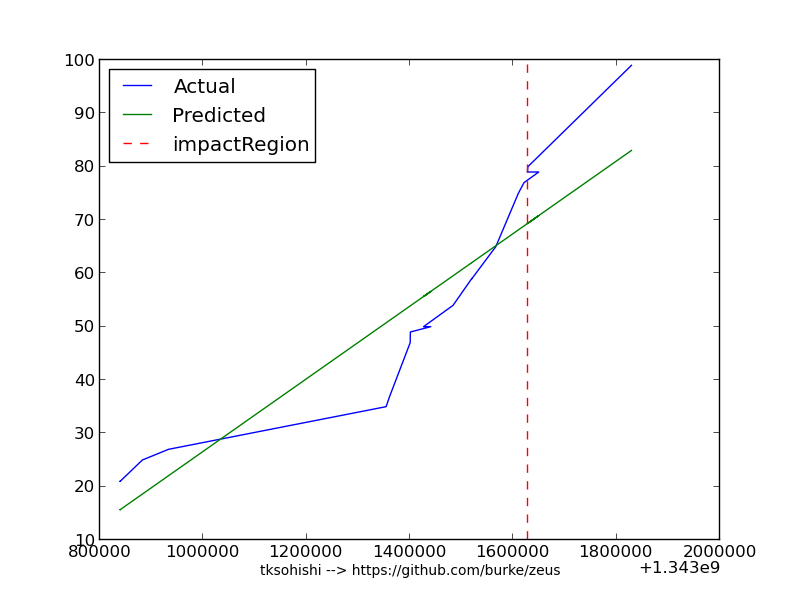 100
90
80
70
60
50
40
30
20
10
Actual
Predicted
impactRegion
800000 1000000 1200000 1400000 1600000 1800000 2000000
+1.343e9
tksohishi --> https://github.com/burke/zeus